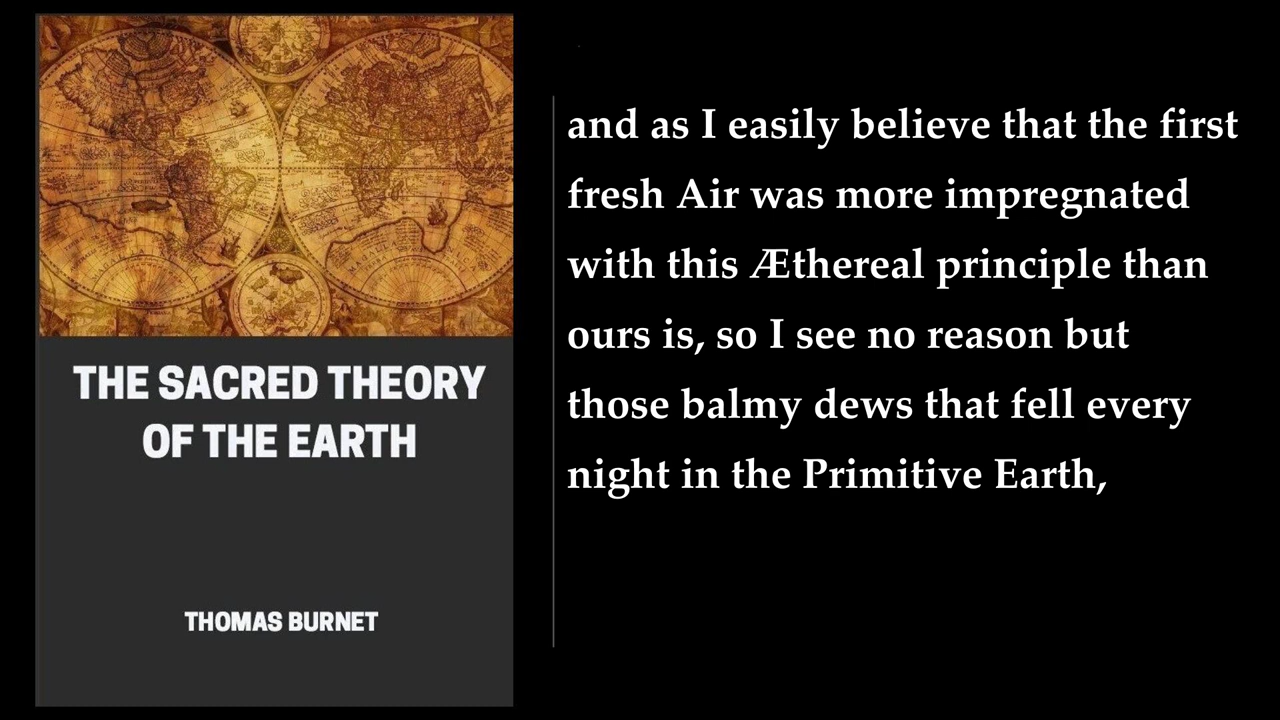 THE SACRED THEORY
OF THE EARTH
THOMAS BURNET
and as I easily believe that the first
fresh Air was more impregnated
with this Æthereal principle than
ours is, so I see no reason but
those balmy dews that fell every
night in the Primitive Earth,